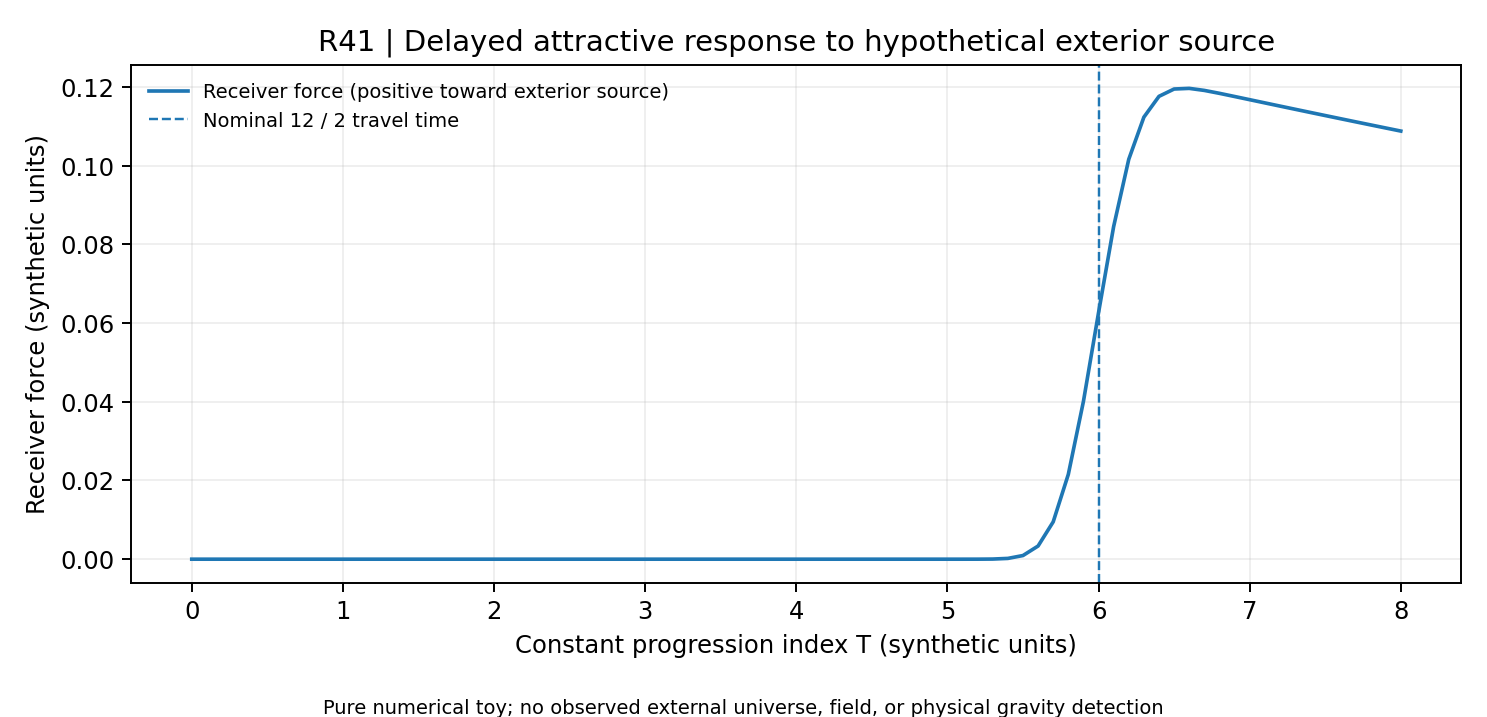 R41 | Delayed attractive response to hypothetical exterior source
Receiver force (positive toward exterior source)
Nominal 12 / 2 travel time
Receiver force (synthetic units)
0.12
0.10
0.08
0.06
0.04
0.02
0.00
0 1 2 3 4 5 6 7 8
Constant progression index T (synthetic units)
Pure numerical toy; no observed external universe, field, or physical gravity detection